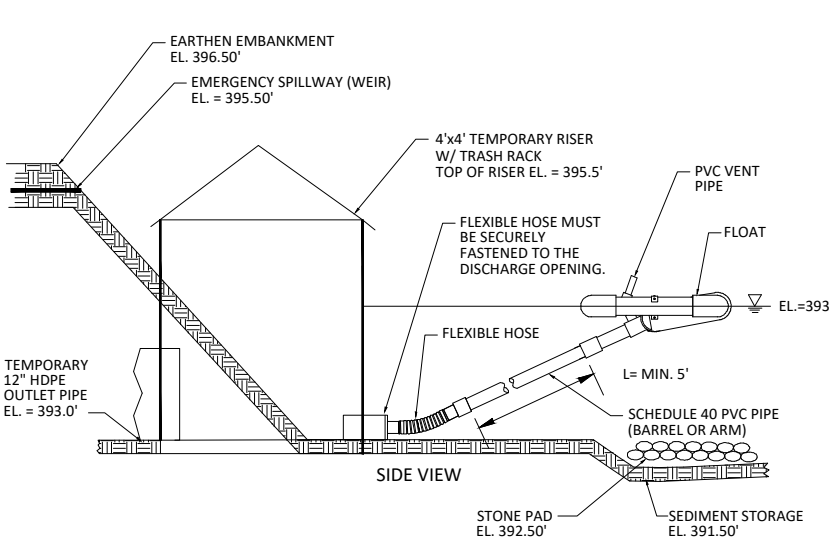 EARTHEN EMBANKMENT
EL. 396.50'
EMERGENCY SPILLWAY (WEIR)
EL. = 395.50'
4'x4' TEMPORARY RISER
W/ TRASH RACK
TOP OF RISER EL. = 395.5'
PVC VENT
PIPE
FLEXIBLE HOSE MUST
BE SECURELY
FASTENED TO THE
DISCHARGE OPENING.
FLOAT
EL.=393
FLEXIBLE HOSE
TEMPORARY
12" HDPE
OUTLET PIPE
EL. = 393.0'
L= MIN. 5'
SCHEDULE 40 PVC PIPE
(BARREL OR ARM)
SIDE VIEW
STONE PAD
EL. 392.50'
SEDIMENT STORAGE
EL. 391.50'